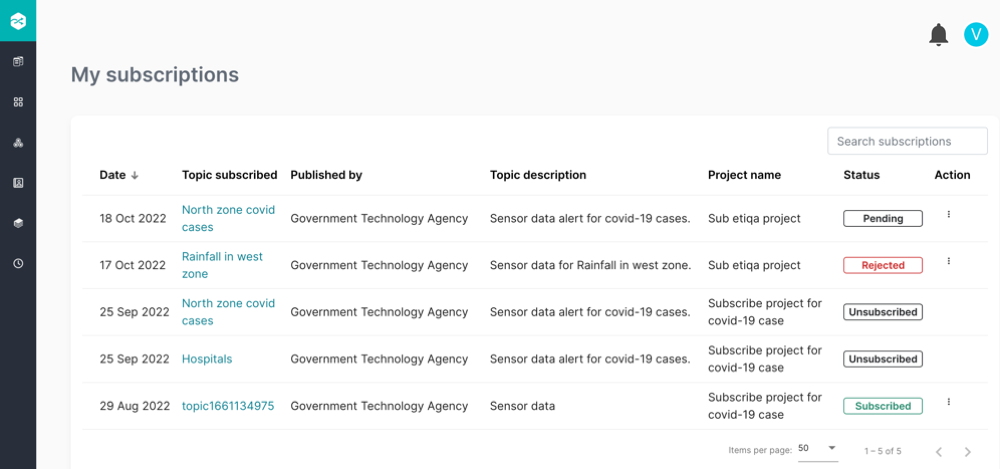 V
My subscriptions
Search subscriptions
Date ↓ Topic subscribed Published by Topic description Project name Status Action
18 Oct 2022 North zone covid cases Government Technology Agency Sensor data alert for covid-19 cases. Sub etiqa project Pending
17 Oct 2022 Rainfall in west zone Government Technology Agency Sensor data for Rainfall in west zone. Sub etiqa project Rejected
25 Sep 2022 North zone covid cases Government Technology Agency Sensor data alert for covid-19 cases. Subscribe project for covid-19 case Unsubscribed
25 Sep 2022 Hospitals Government Technology Agency Sensor data alert for covid-19 cases. Subscribe project for covid-19 case Unsubscribed
29 Aug 2022 topic1661134975 Government Technology Agency Sensor data Subscribe project for covid-19 case Subscribed
Items per page: 50 1 – 5 of 5